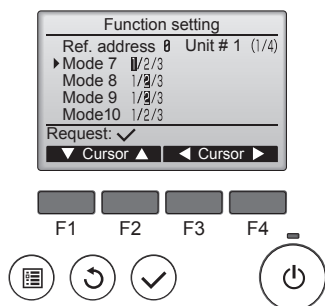 Function setting
Ref. address 0 Unit # 1 (1/4)
Mode 7 1/2/3
Mode 8 1/2/3
Mode 9 1/2/3
Mode10 1/2/3
Request: ✓
▼ Cursor ▲ ◀ Cursor ▶
F1 F2 F3 F4